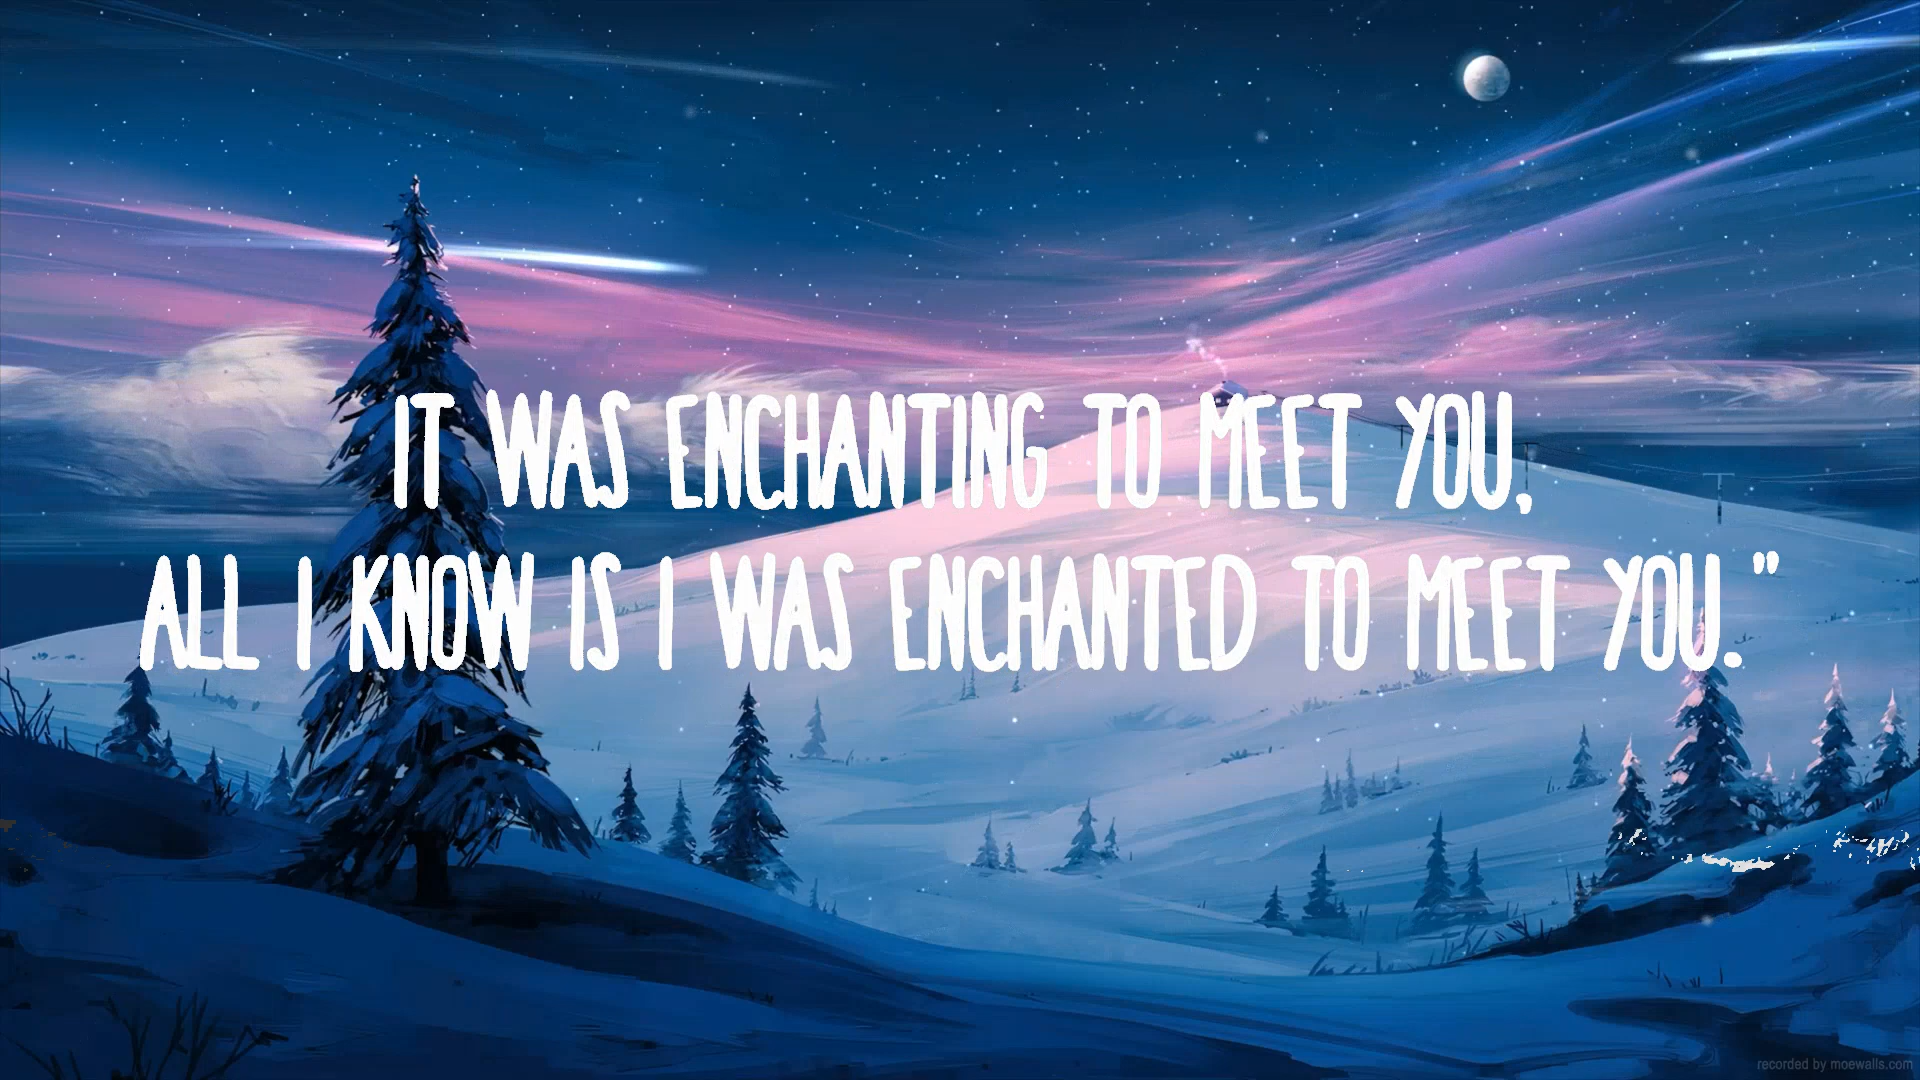 IT WAS ENCHANTING TO MEET YOU,
ALL I KNOW IS I WAS ENCHANTED TO MEET YOU."
recorded by moewalls.com